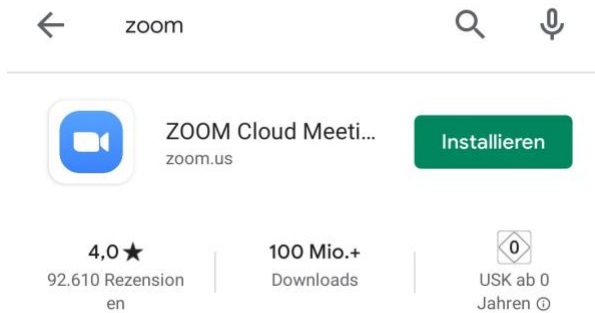 zoom
ZOOM Cloud Meeti...
zoom.us
Installieren
4,0 ★
92.610 Rezension
en
100 Mio.+
Downloads
0
USK ab 0
Jahren